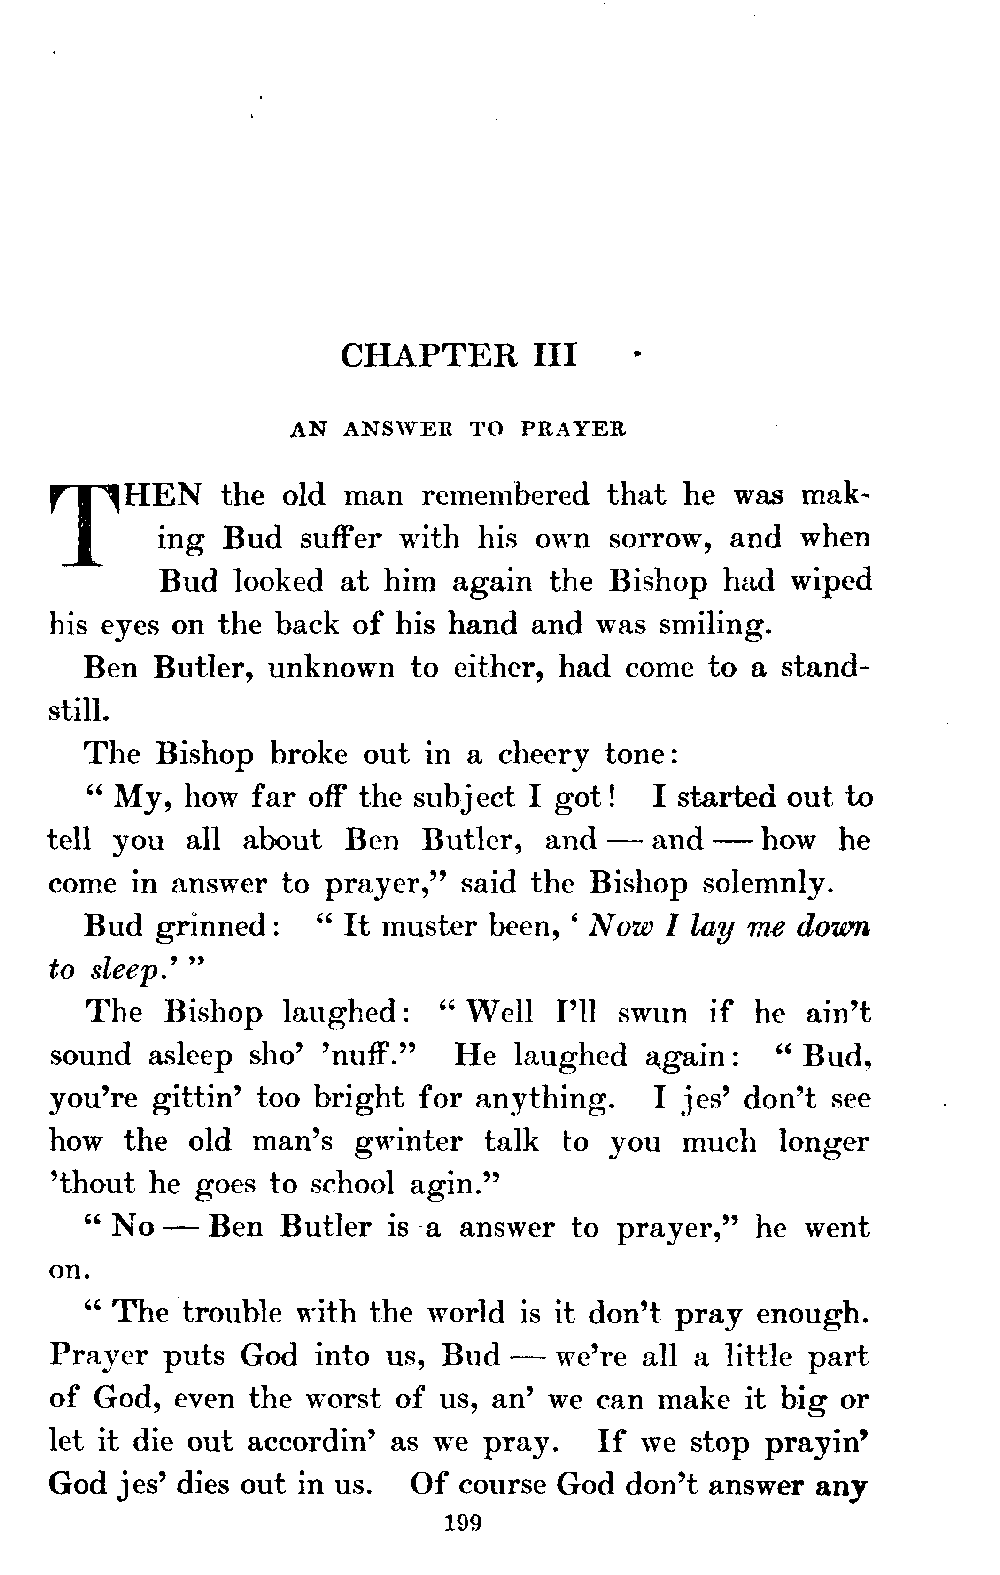 CHAPTER III
AN ANSWER TO PRAYER
THEN the old man remembered that he was mak-
ing Bud suffer with his own sorrow, and when
Bud looked at him again the Bishop had wiped
his eyes on the back of his hand and was smiling.
Ben Butler, unknown to either, had come to a stand-
still.
The Bishop broke out in a cheery tone:
“ My, how far off the subject I got! I started out to
tell you all about Ben Butler, and — and — how he
come in answer to prayer,” said the Bishop solemnly.
Bud grinned: “ It muster been, ‘ Now I lay me down
to sleep.’ ”
The Bishop laughed: “ Well I’ll swun if he ain’t
sound asleep sho’ ’nuff.” He laughed again: “ Bud,
you’re gittin’ too bright for anything. I jes’ don’t see
how the old man’s gwinter talk to you much longer
’thout he goes to school agin.”
“ No — Ben Butler is a answer to prayer,” he went
on.
“ The trouble with the world is it don’t pray enough.
Prayer puts God into us, Bud — we’re all a little part
of God, even the worst of us, an’ we can make it big or
let it die out accordin’ as we pray. If we stop prayin’
God jes’ dies out in us. Of course God don’t answer any
199